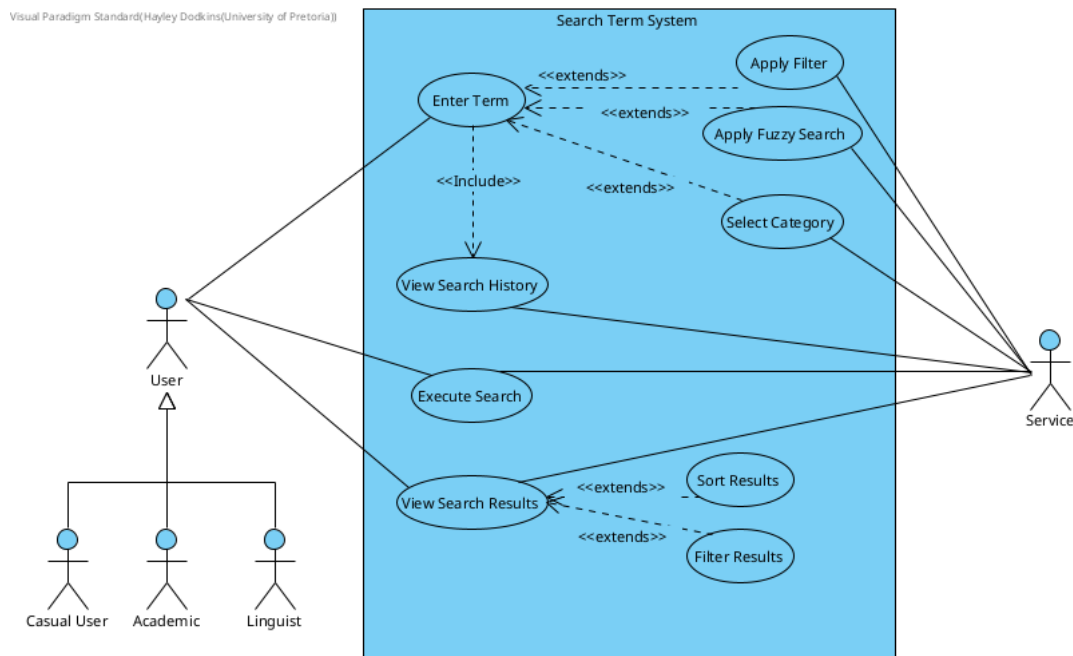 Visual Paradigm Standard(Hayley Dodkins(University of Pretoria))
Search Term System
Apply Filter
<<extends>>
Enter Term
<<extends>>
Apply Fuzzy Search
<<Include>>
<<extends>>
Select Category
View Search History
User
Execute Search
Service
Sort Results
<<extends>>
View Search Results
<<extends>>
Filter Results
Casual User
Academic
Linguist